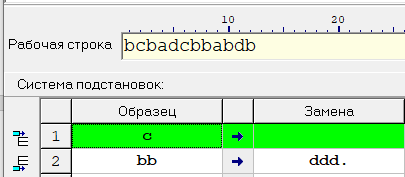 10 20
Рабочая строка bcbadcbbabdb
Система подстановок:
Образец Замена
1 c →
2 bb → ddd.